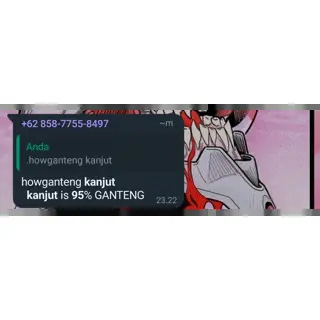 +62 858-7755-8497 ~m
Anda
.howganteng kanjut
howganteng kanjut
kanjut is 95% GANTENG
23.22